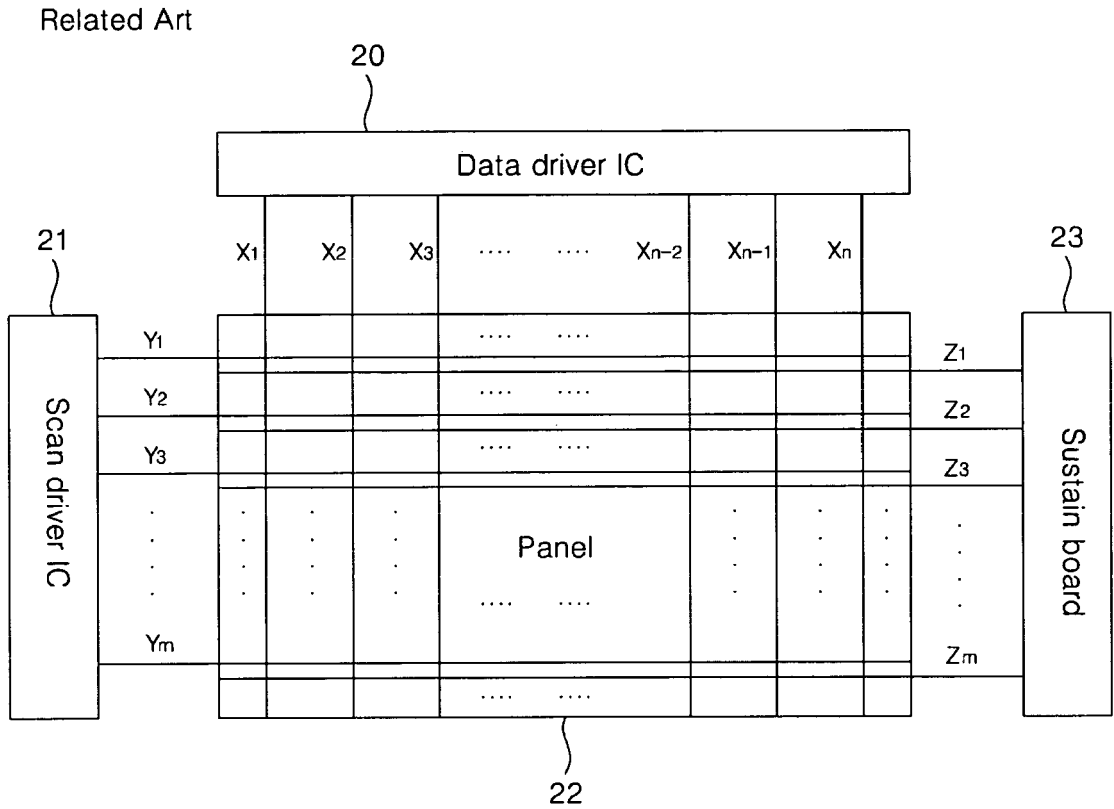 Related Art
20
Data driver IC
21
23
X1 X2 X3 .... .... Xn-2 Xn-1 Xn
Y1 .... .... Z1
Y2 .... .... Z2
Y3 .... .... Z3
Scan driver IC
Panel
Sustain board
.... ....
Ym Zm
.... ....
22